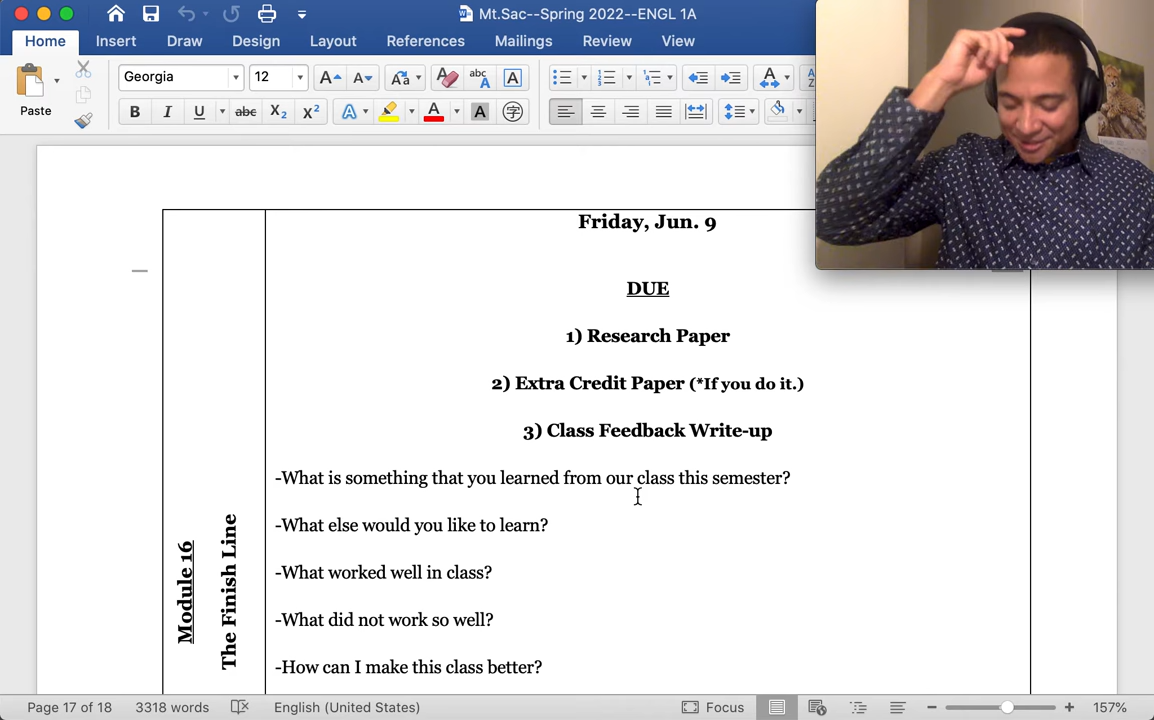 Mt.Sac--Spring 2022--ENGL 1A
Home Insert Draw Design Layout References Mailings Review View
Paste
Georgia 12
Friday, Jun. 9
DUE
1) Research Paper
2) Extra Credit Paper (*If you do it.)
3) Class Feedback Write-up
-What is something that you learned from our class this semester?
-What else would you like to learn?
-What worked well in class?
-What did not work so well?
-How can I make this class better?
Module 16
The Finish Line
Page 17 of 18 3318 words English (United States) Focus 157%